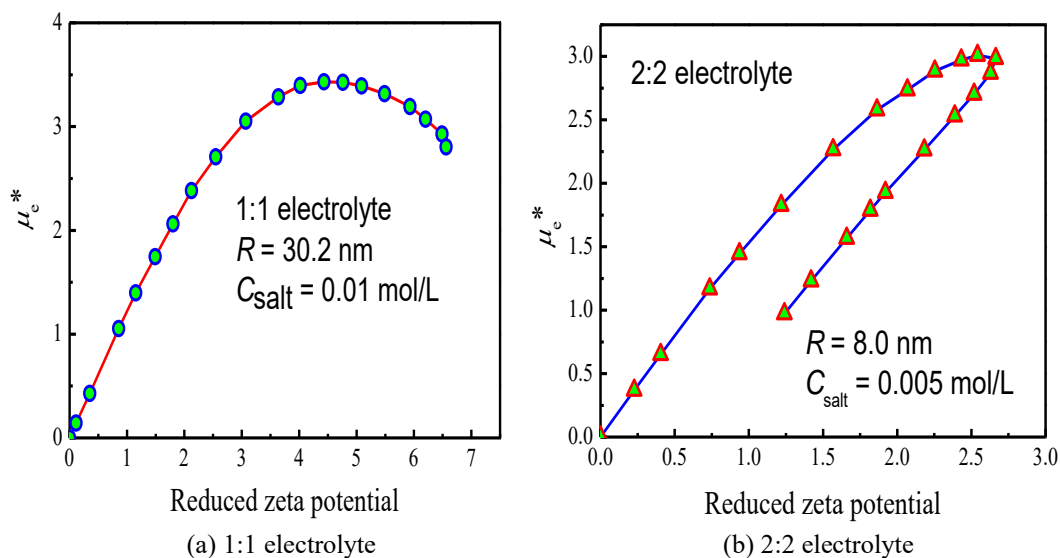 4
3
2
1
0
μe*
1:1 electrolyte
R = 30.2 nm
Csalt = 0.01 mol/L
0 1 2 3 4 5 6 7
Reduced zeta potential
(a) 1:1 electrolyte
3.0
2.5
2.0
1.5
1.0
0.5
0.0
μe*
2:2 electrolyte
R = 8.0 nm
Csalt = 0.005 mol/L
0.0 0.5 1.0 1.5 2.0 2.5 3.0
Reduced zeta potential
(b) 2:2 electrolyte